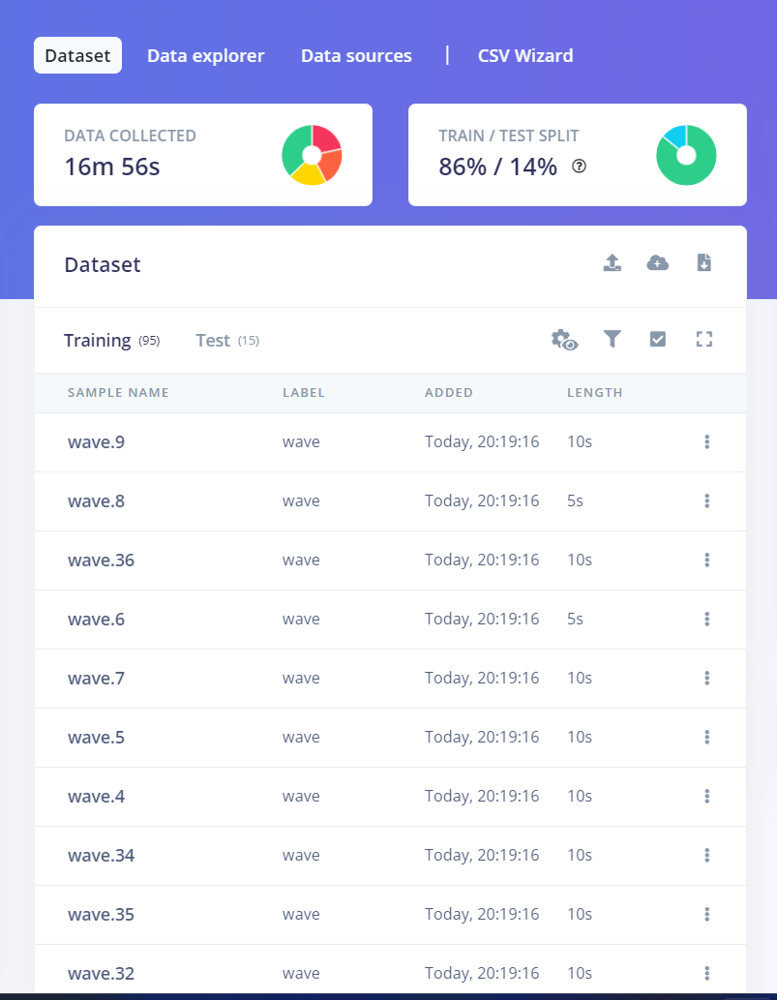 Dataset Data explorer Data sources | CSV Wizard
DATA COLLECTED
16m 56s
TRAIN / TEST SPLIT
86% / 14% ?
Dataset
Training (95) Test (15)
SAMPLE NAME LABEL ADDED LENGTH
wave.9 wave Today, 20:19:16 10s
wave.8 wave Today, 20:19:16 5s
wave.36 wave Today, 20:19:16 10s
wave.6 wave Today, 20:19:16 5s
wave.7 wave Today, 20:19:16 10s
wave.5 wave Today, 20:19:16 10s
wave.4 wave Today, 20:19:16 10s
wave.34 wave Today, 20:19:16 10s
wave.35 wave Today, 20:19:16 10s
wave.32 wave Today, 20:19:16 10s